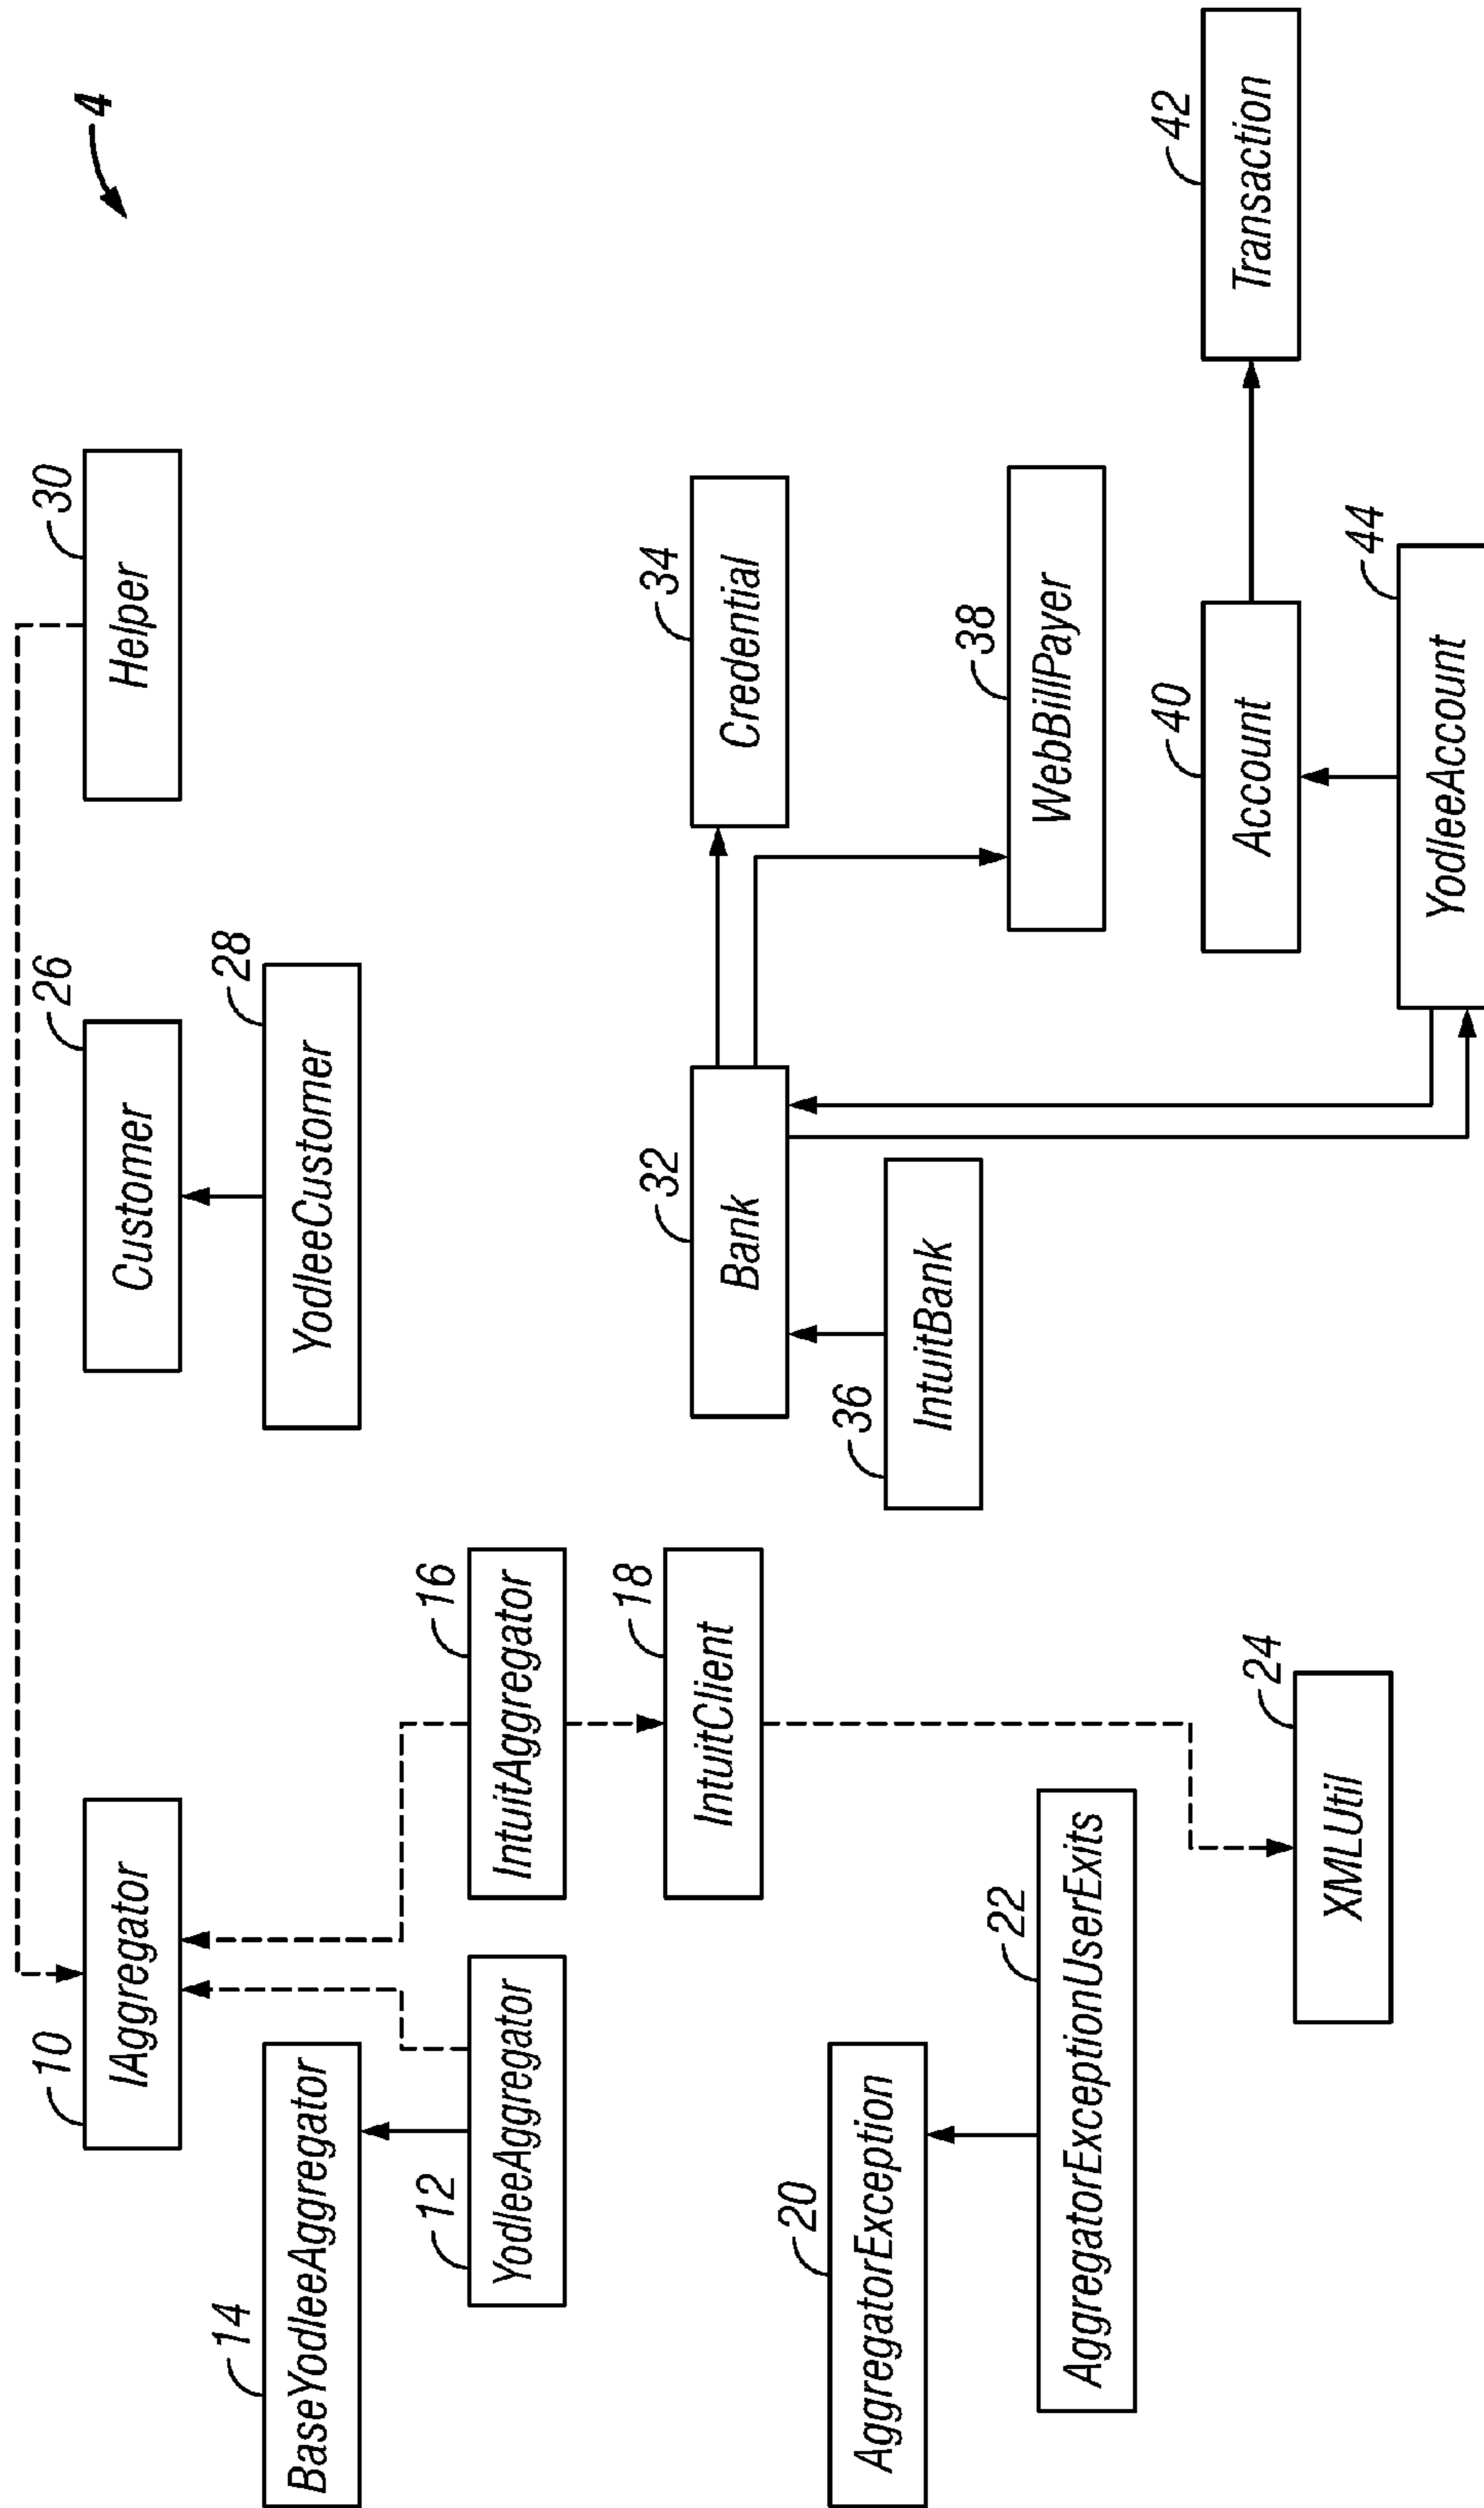 4
10
IAggregator
26
Customer
30
Helper
14
BaseYodleeAggregator
28
YodleeCustomer
12
YodleeAggregator
16
IntuitAggregator
18
IntuitClient
32
Bank
34
Credential
20
AggregatorException
36
IntuitBank
38
WebBillPayer
22
AggregatorExceptionUserExits
40
Account
42
Transaction
24
XMLUtil
44
YodleeAccount